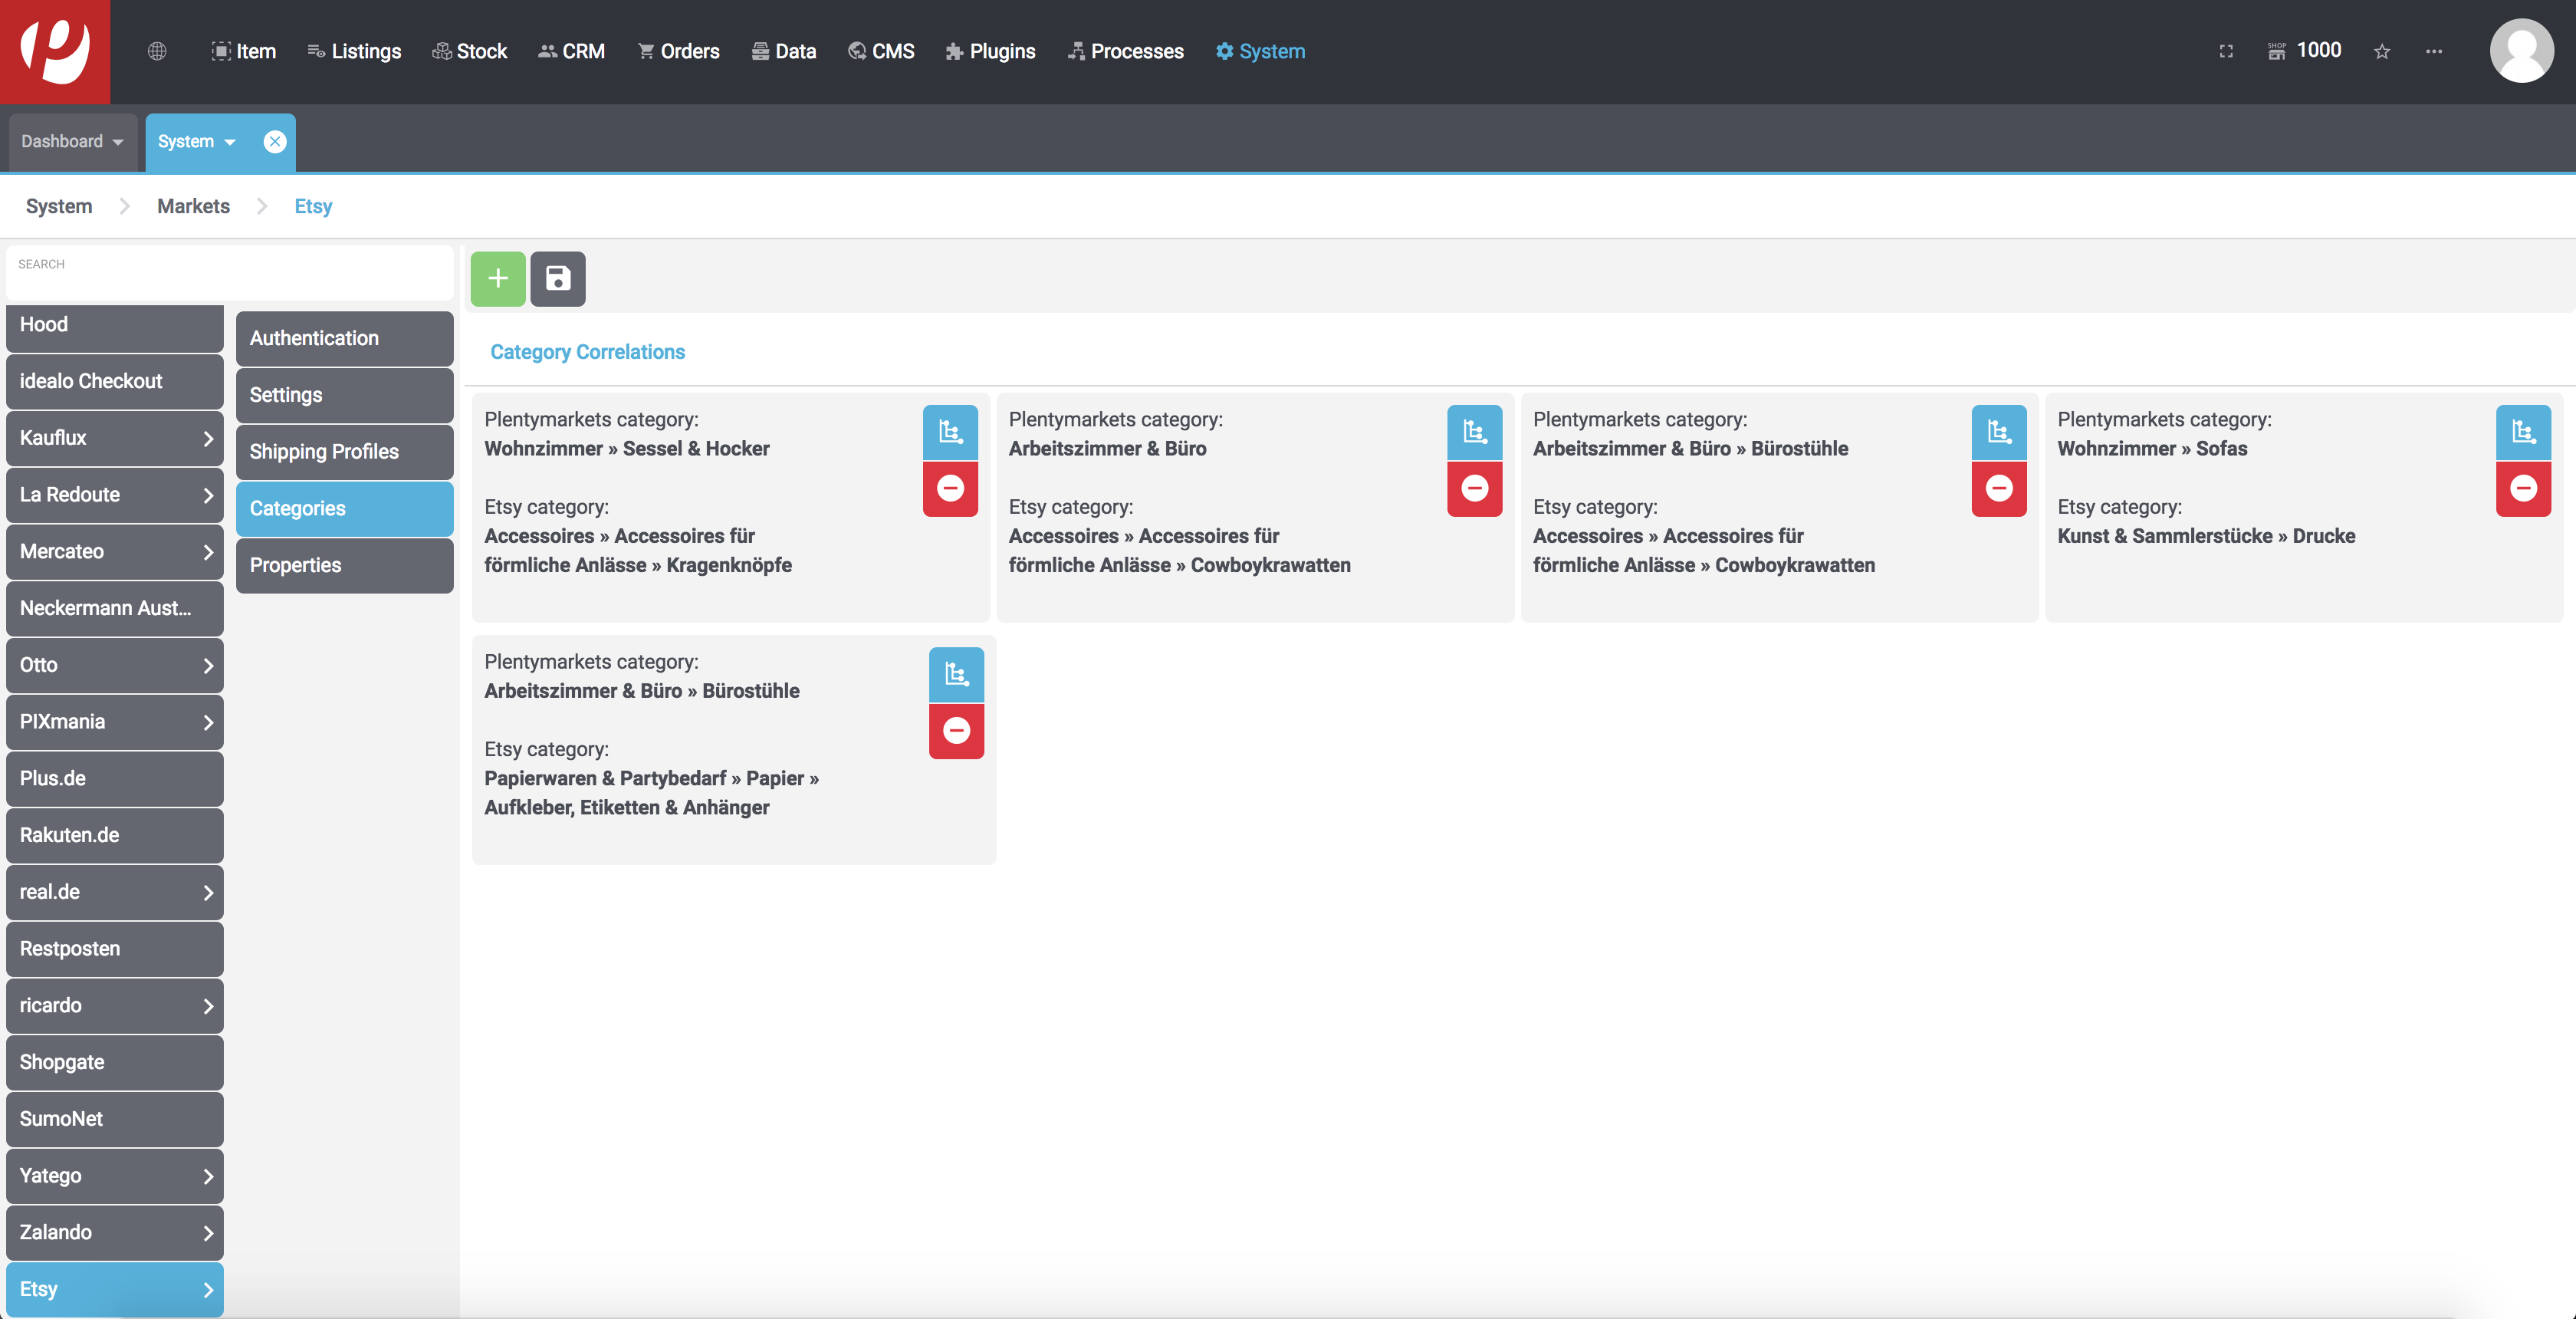 Item Listings Stock CRM Orders Data CMS Plugins Processes System SHOP 1000
Dashboard System
System Markets Etsy
SEARCH
Hood
idealo Checkout
Kauflux
La Redoute
Mercateo
Neckermann Aust...
Otto
PIXmania
Plus.de
Rakuten.de
real.de
Restposten
ricardo
Shopgate
SumoNet
Yatego
Zalando
Etsy
Authentication
Settings
Shipping Profiles
Categories
Properties
Category Correlations
Plentymarkets category:
Wohnzimmer » Sessel & Hocker
Etsy category:
Accessoires » Accessoires für
förmliche Anlässe » Kragenknöpfe
Plentymarkets category:
Arbeitszimmer & Büro
Etsy category:
Accessoires » Accessoires für
förmliche Anlässe » Cowboykrawatten
Plentymarkets category:
Arbeitszimmer & Büro » Bürostühle
Etsy category:
Accessoires » Accessoires für
förmliche Anlässe » Cowboykrawatten
Plentymarkets category:
Wohnzimmer » Sofas
Etsy category:
Kunst & Sammlerstücke » Drucke
Plentymarkets category:
Arbeitszimmer & Büro » Bürostühle
Etsy category:
Papierwaren & Partybedarf » Papier »
Aufkleber, Etiketten & Anhänger